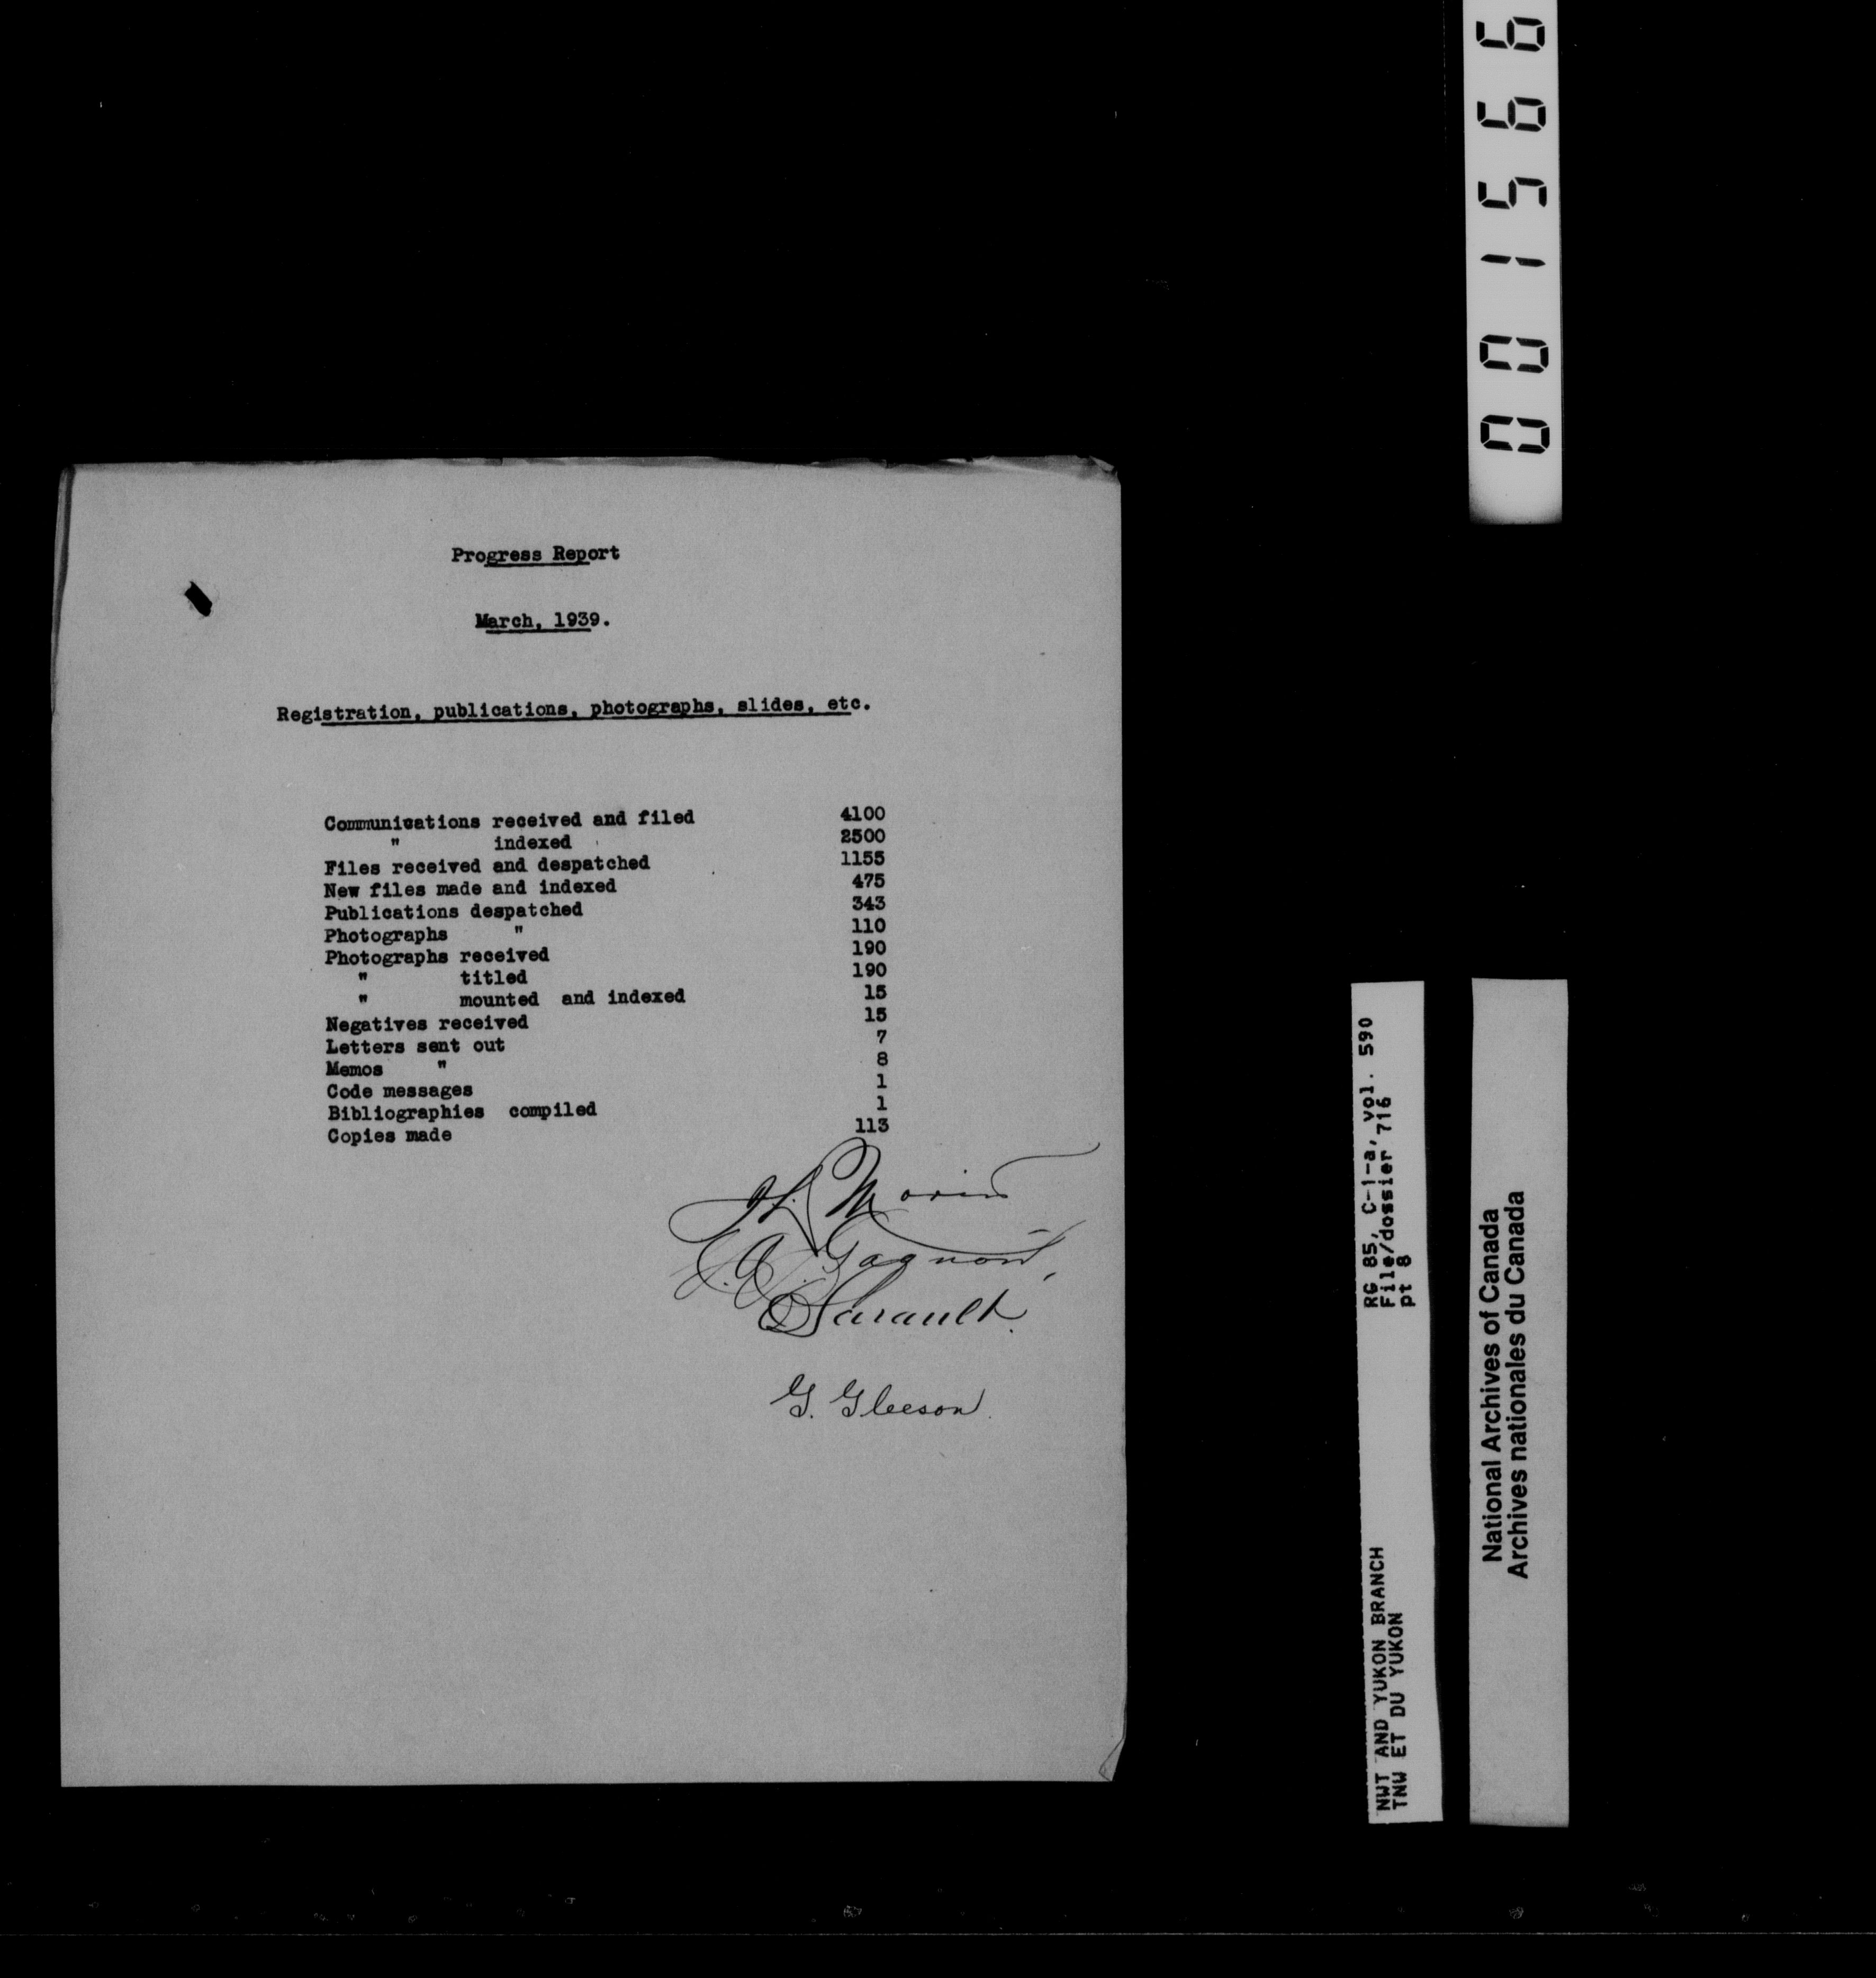 Progress Report
March, 1939.
Registration, publications, photographs, slides, etc.
Communications received and filed 4100
" indexed 2500
Files received and despatched 1155
New files made and indexed 475
Publications despatched 343
Photographs " 110
Photographs received 190
" titled 190
" mounted and indexed 15
Negatives received 15
Letters sent out 7
Memos " 8
Code messages 1
Bibliographies compiled 1
Copies made 113
Morin
Gagnon,
Sarault.
G. Gleeson.
001566
RG 85, C-1-a, vol. 590
File/dossier 716
pt 8
NWT AND YUKON BRANCH
TNW ET DU YUKON
National Archives of Canada
Archives nationales du Canada